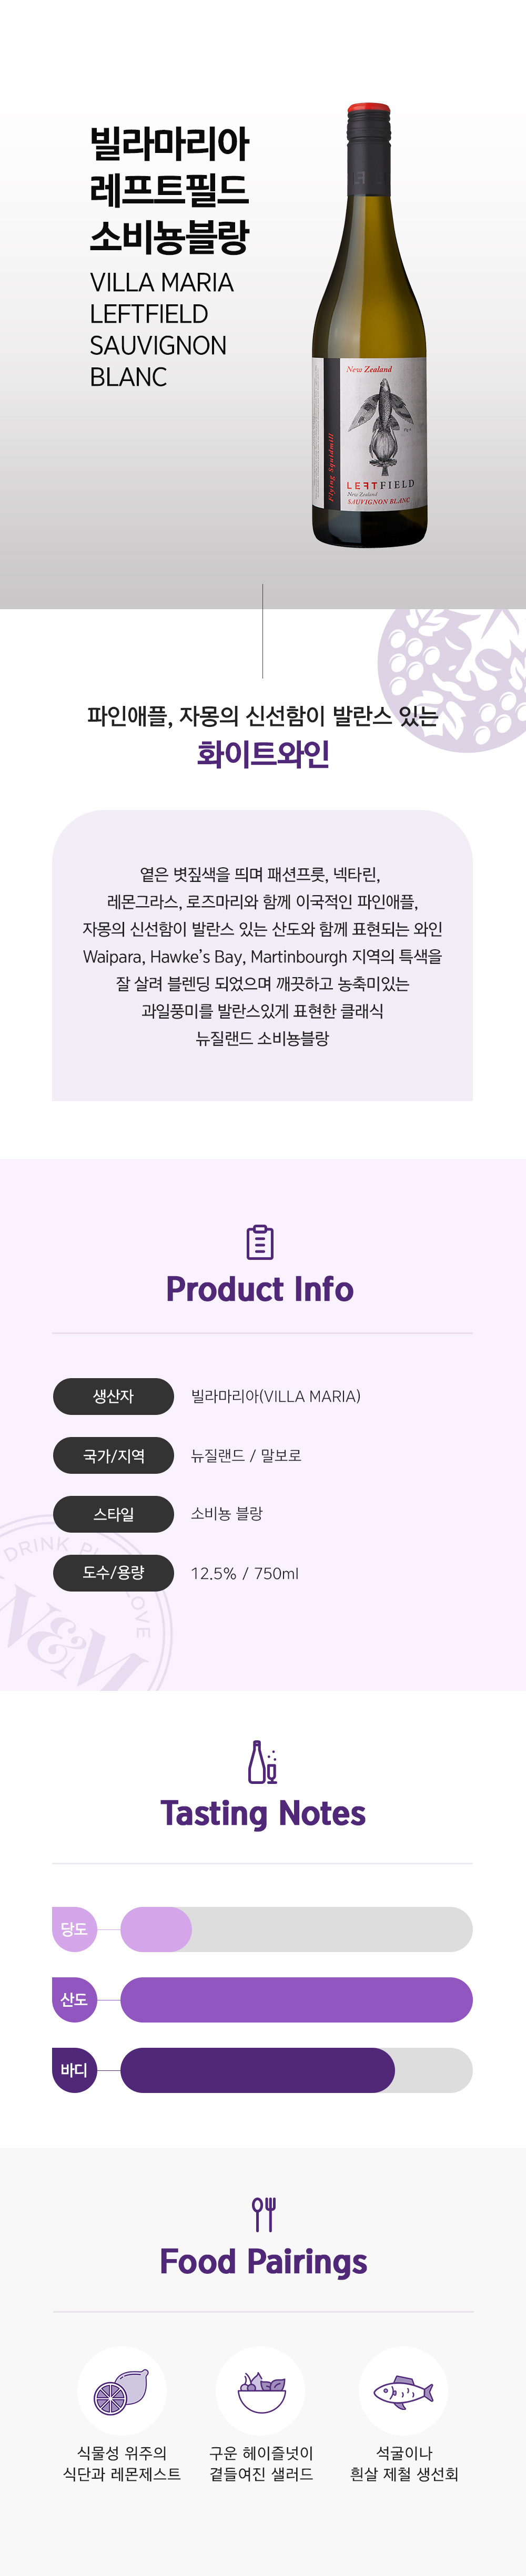 빌라마리아
레프트필드
소비뇽블랑
VILLA MARIA
LEFTFIELD
SAUVIGNON
BLANC
New Zealand
Flying Squidmill
LEFTFIELD
New Zealand
SAUVIGNON BLANC
파인애플, 자몽의 신선함이 발란스 있는
화이트와인
옅은 볏짚색을 띄며 패션프룻, 넥타린,
레몬그라스, 로즈마리와 함께 이국적인 파인애플,
자몽의 신선함이 발란스 있는 산도와 함께 표현되는 와인
Waipara, Hawke's Bay, Martinbourgh 지역의 특색을
잘 살려 블렌딩 되었으며 깨끗하고 농축미있는
과일풍미를 발란스있게 표현한 클래식
뉴질랜드 소비뇽블랑
Product Info
생산자 빌라마리아(VILLA MARIA)
국가/지역 뉴질랜드 / 말보로
스타일 소비뇽 블랑
도수/용량 12.5% / 750ml
DRINK
W&M
Tasting Notes
당도
산도
바디
Food Pairings
식물성 위주의
식단과 레몬제스트
구운 헤이즐넛이
곁들여진 샐러드
석굴이나
흰살 제철 생선회